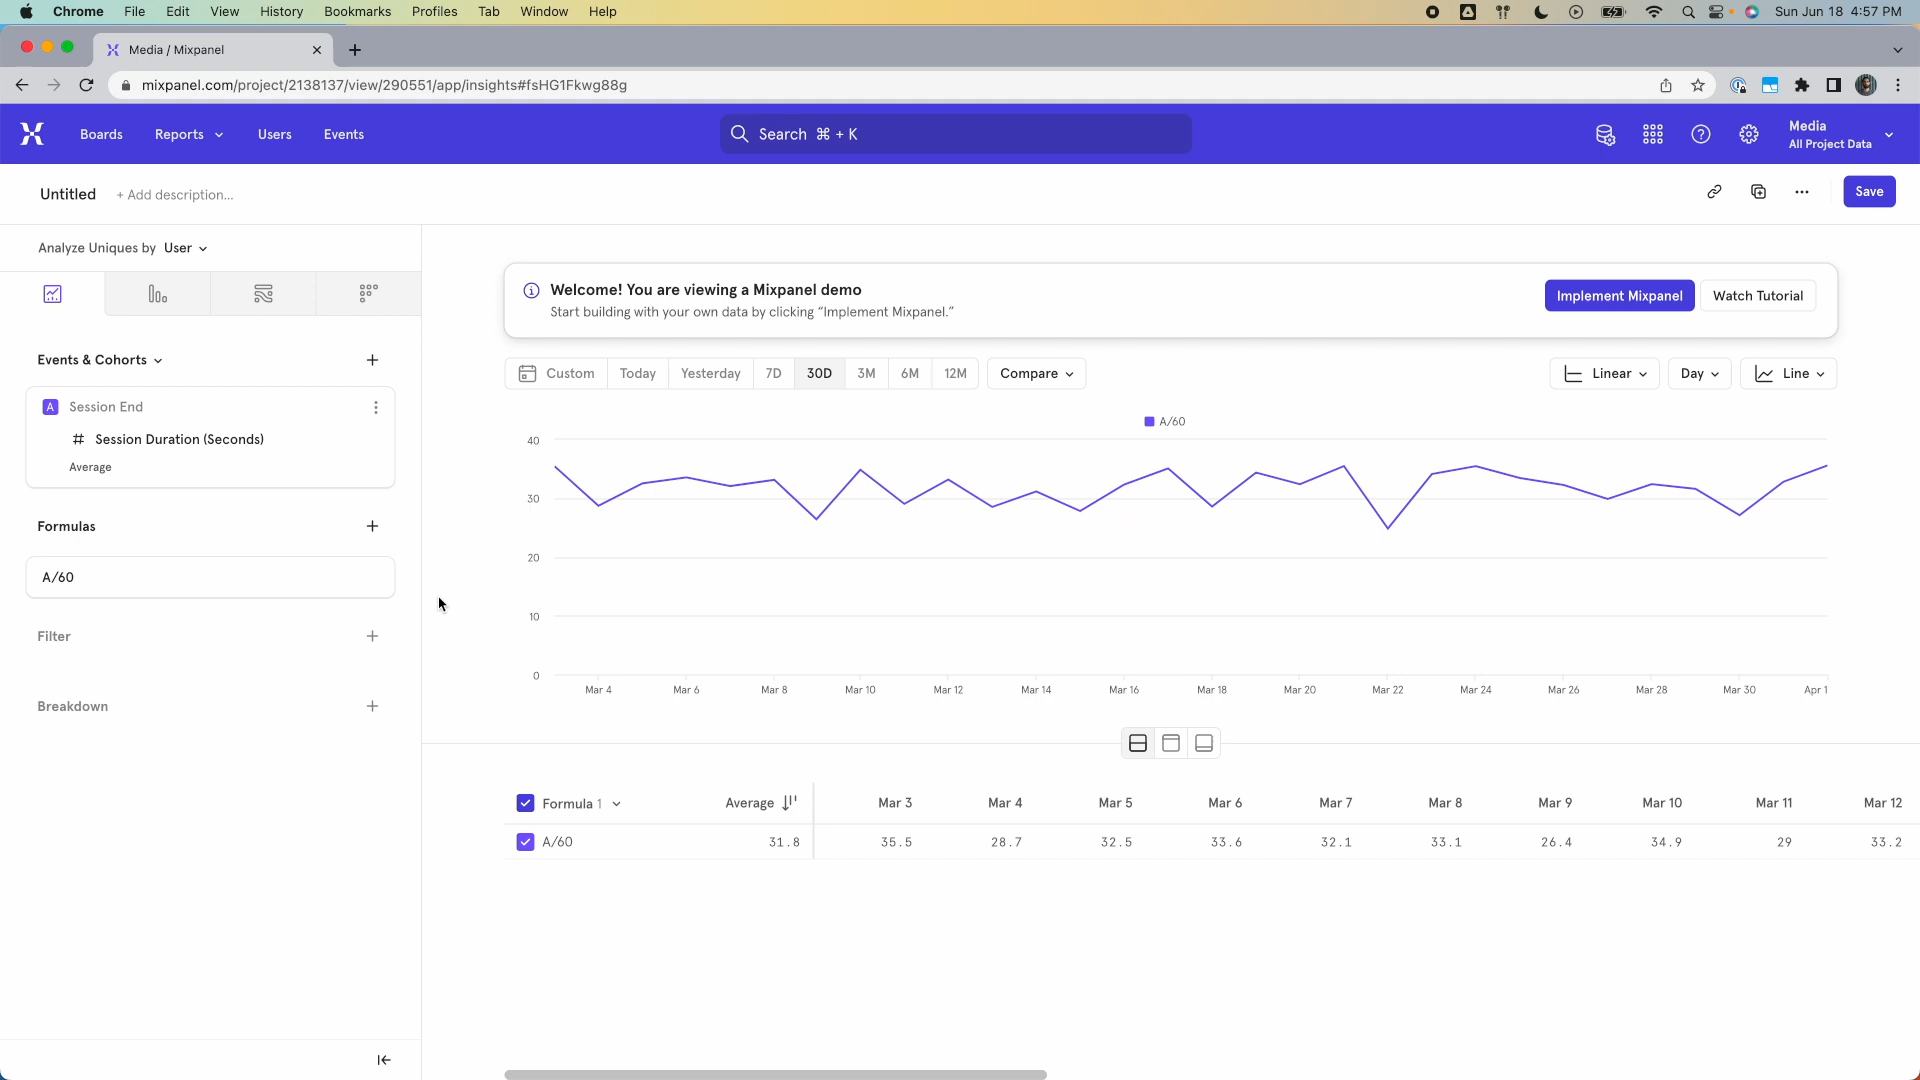 Chrome File Edit View History Bookmarks Profiles Tab Window Help Sun Jun 18 4:57 PM
Media / Mixpanel
mixpanel.com/project/2138137/view/290551/app/insights#fsHG1Fkwg88g
Boards Reports Users Events Search ⌘ + K Media
All Project Data
Untitled + Add description... Save
Analyze Uniques by User
Events & Cohorts
A Session End
# Session Duration (Seconds)
Average
Formulas
A/60
Filter
Breakdown
Welcome! You are viewing a Mixpanel demo
Start building with your own data by clicking “Implement Mixpanel.”
Implement Mixpanel Watch Tutorial
Custom Today Yesterday 7D 30D 3M 6M 12M Compare Linear Day Line
A/60
40
30
20
10
0
Mar 4 Mar 6 Mar 8 Mar 10 Mar 12 Mar 14 Mar 16 Mar 18 Mar 20 Mar 22 Mar 24 Mar 26 Mar 28 Mar 30 Apr 1
Formula 1 Average Mar 3 Mar 4 Mar 5 Mar 6 Mar 7 Mar 8 Mar 9 Mar 10 Mar 11 Mar 12
A/60 31.8 35.5 28.7 32.5 33.6 32.1 33.1 26.4 34.9 29 33.2